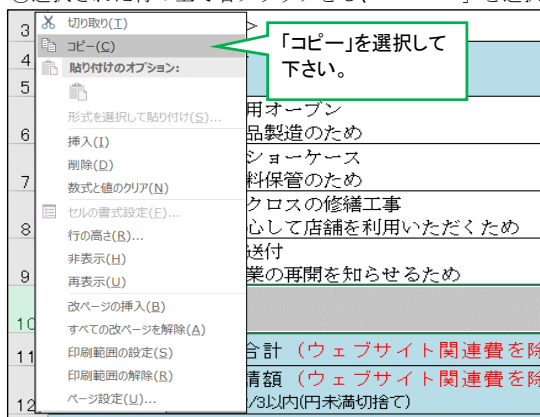 3
切り取り(T)
コピー(C)
「コピー」を選択して
下さい。
4
貼り付けのオプション:
5
形式を選択して貼り付け(S)...
用オーブン
6
挿入(I)
品製造のため
削除(D)
ショーケース
7
数式と値のクリア(N)
料保管のため
セルの書式設定(F)...
クロスの修繕工事
8
行の高さ(R)...
心して店舗を利用いただくため
非表示(H)
送付
9
再表示(U)
業の再開を知らせるため
改ページの挿入(B)
10
すべての改ページを解除(A)
11
印刷範囲の設定(S)
合計(ウェブサイト関連費を除
印刷範囲の解除(R)
請額(ウェブサイト関連費を除
12
ページ設定(U)...
/3以内(円未満切捨て)